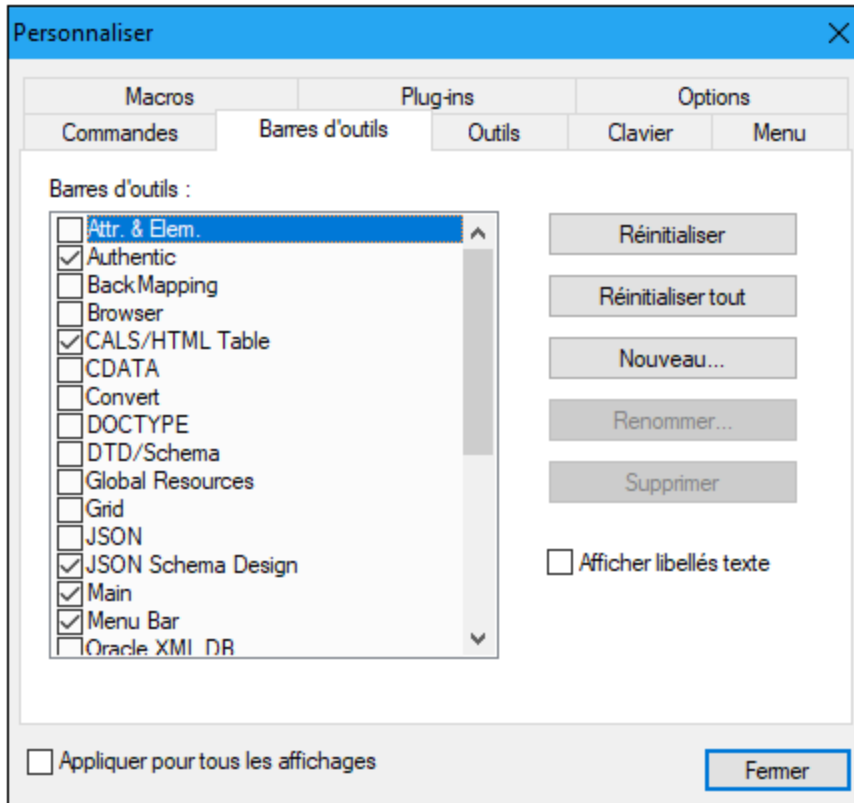 Personnaliser
Macros Plug-ins Options
Commandes Barres d'outils Outils Clavier Menu
Barres d'outils :
Attr. & Elem.
Authentic
BackMapping
Browser
CALS/HTML Table
CDATA
Convert
DOCTYPE
DTD/Schema
Global Resources
Grid
JSON
JSON Schema Design
Main
Menu Bar
Oracle XML DB
Réinitialiser
Réinitialiser tout
Nouveau...
Renommer...
Supprimer
Afficher libellés texte
Appliquer pour tous les affichages
Fermer